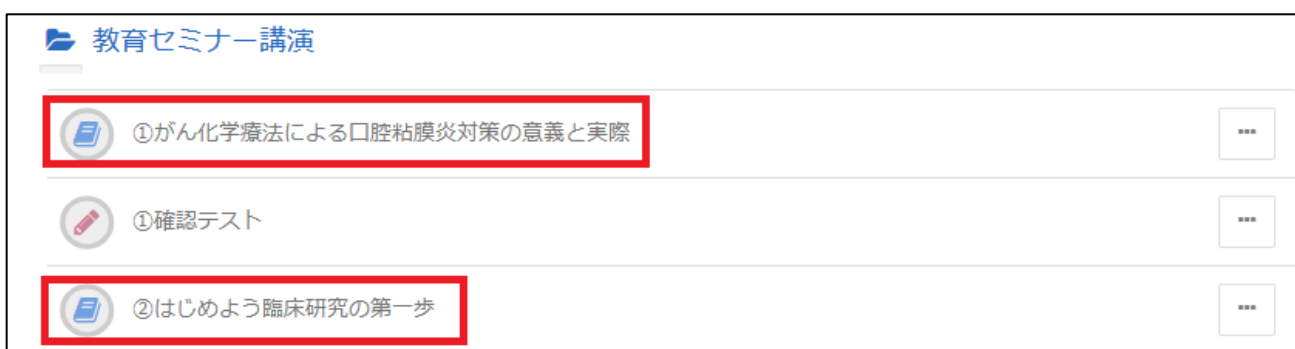 教育セミナー講演
①がん化学療法による口腔粘膜炎対策の意義と実際
①確認テスト
②はじめよう臨床研究の第一歩